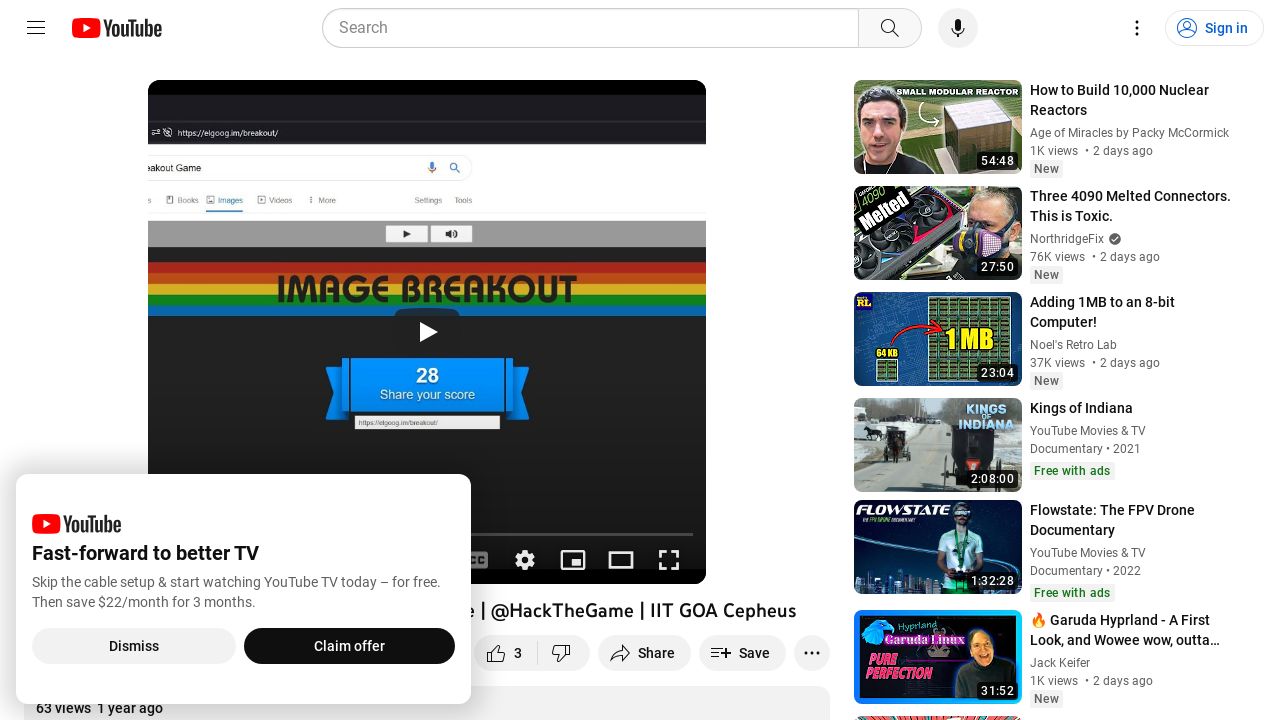 YouTube
Search
Sign in
https://elgoog.im/breakout/
eakout Game
Books
Images
Videos
More
Settings
Tools
IMAGE BREAKOUT
28
Share your score
https://elgoog.im/breakout/
YouTube
Fast-forward to better TV
Skip the cable setup & start watching YouTube TV today – for free.
Then save $22/month for 3 months.
Dismiss
Claim offer
CC
e | @HackTheGame | IIT GOA Cepheus
3
Share
Save
63 views 1 year ago
SMALL MODULAR REACTOR
54:48
How to Build 10,000 Nuclear
Reactors
Age of Miracles by Packy McCormick
1K views • 2 days ago
New
4090
Melted
27:50
Three 4090 Melted Connectors.
This is Toxic.
NorthridgeFix
76K views • 2 days ago
New
RL
64 KB
1 MB
23:04
Adding 1MB to an 8-bit
Computer!
Noel's Retro Lab
37K views • 2 days ago
New
KINGS
OF
INDIANA
2:08:00
Kings of Indiana
YouTube Movies & TV
Documentary • 2021
Free with ads
FLOWSTATE
THE FPV DRONE DOCUMENTARY
1:32:28
Flowstate: The FPV Drone
Documentary
YouTube Movies & TV
Documentary • 2022
Free with ads
Hyprland
Garuda Linux
PURE
PERFECTION
31:52
🔥 Garuda Hyprland - A First
Look, and Wowee wow, outta…
Jack Keifer
1K views • 2 days ago
New